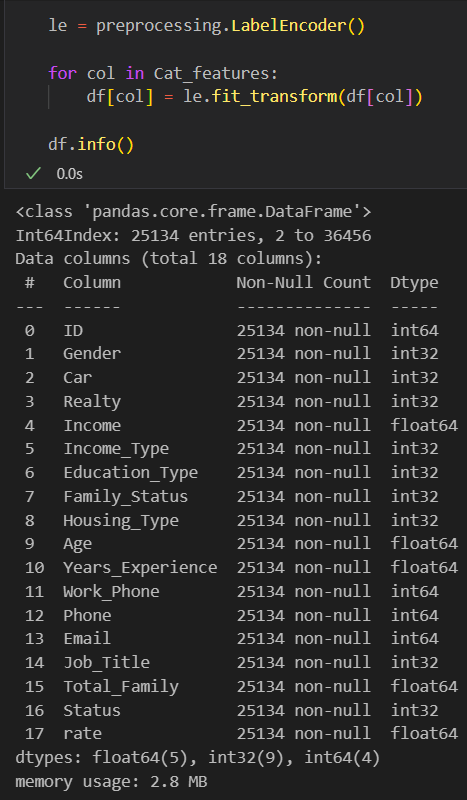 le = preprocessing.LabelEncoder()
for col in Cat_features:
    df[col] = le.fit_transform(df[col])
df.info()
✓ 0.0s
<class 'pandas.core.frame.DataFrame'>
Int64Index: 25134 entries, 2 to 36456
Data columns (total 18 columns):
 #   Column            Non-Null Count  Dtype
---  ------            --------------  -----
 0   ID                25134 non-null  int64
 1   Gender            25134 non-null  int32
 2   Car               25134 non-null  int32
 3   Realty            25134 non-null  int32
 4   Income            25134 non-null  float64
 5   Income_Type       25134 non-null  int32
 6   Education_Type    25134 non-null  int32
 7   Family_Status     25134 non-null  int32
 8   Housing_Type      25134 non-null  int32
 9   Age               25134 non-null  float64
 10  Years_Experience  25134 non-null  float64
 11  Work_Phone        25134 non-null  int64
 12  Phone             25134 non-null  int64
 13  Email             25134 non-null  int64
 14  Job_Title         25134 non-null  int32
 15  Total_Family      25134 non-null  float64
 16  Status            25134 non-null  int32
 17  rate              25134 non-null  float64
dtypes: float64(5), int32(9), int64(4)
memory usage: 2.8 MB